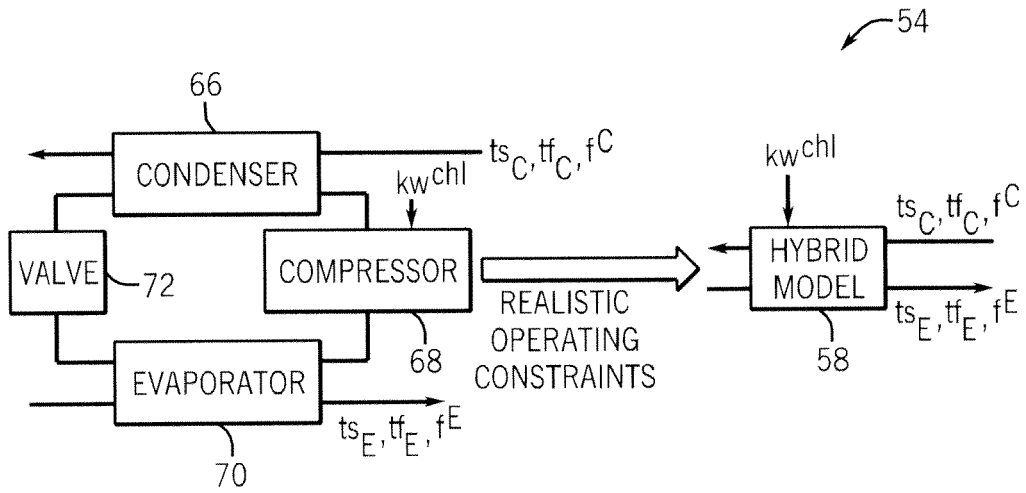 54
66
CONDENSER
ts_C, tf_C, f^C
kw^chl
VALVE
72
COMPRESSOR
68
REALISTIC
OPERATING
CONSTRAINTS
EVAPORATOR
70
ts_E, tf_E, f^E
kw^chl
HYBRID
MODEL
58
ts_C, tf_C, f^C
ts_E, tf_E, f^E